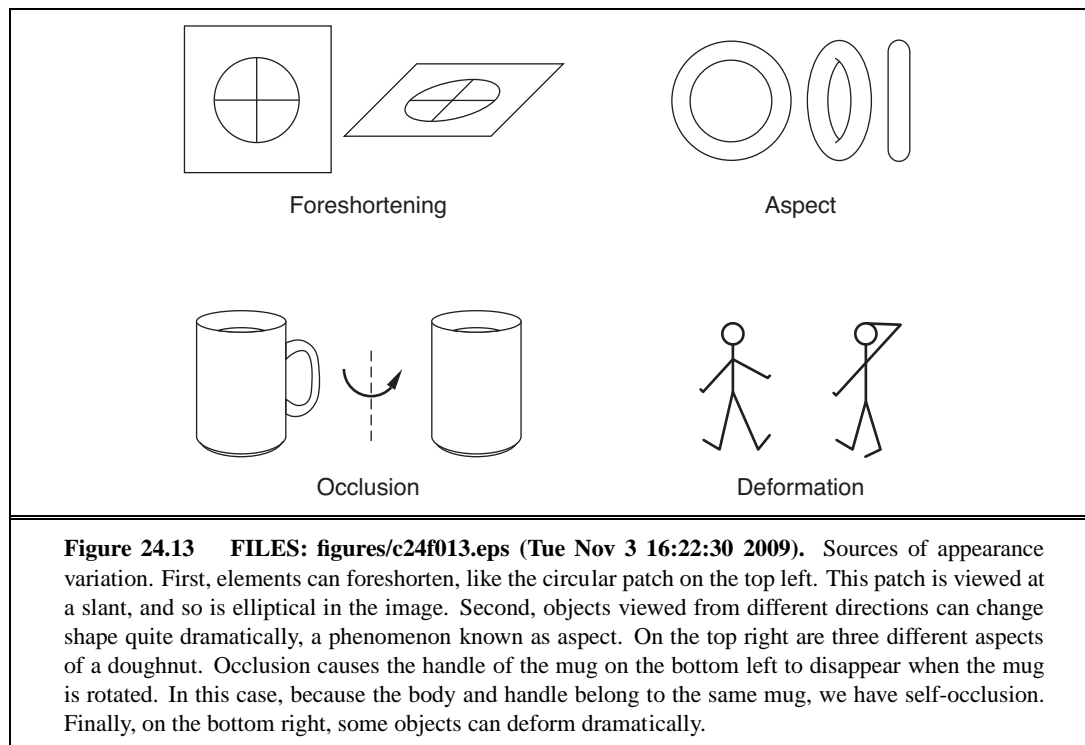 Foreshortening
Aspect
Occlusion
Deformation
Figure 24.13 FILES: figures/c24f013.eps (Tue Nov 3 16:22:30 2009). Sources of appearance
variation. First, elements can foreshorten, like the circular patch on the top left. This patch is viewed at
a slant, and so is elliptical in the image. Second, objects viewed from different directions can change
shape quite dramatically, a phenomenon known as aspect. On the top right are three different aspects
of a doughnut. Occlusion causes the handle of the mug on the bottom left to disappear when the mug
is rotated. In this case, because the body and handle belong to the same mug, we have self-occlusion.
Finally, on the bottom right, some objects can deform dramatically.